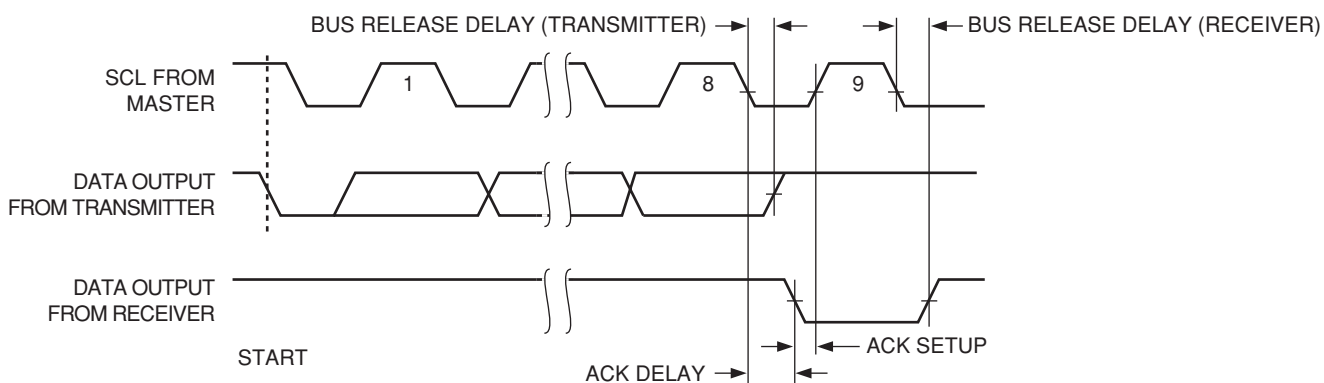 BUS RELEASE DELAY (TRANSMITTER)
BUS RELEASE DELAY (RECEIVER)
SCL FROM
MASTER
1
8
9
DATA OUTPUT
FROM TRANSMITTER
DATA OUTPUT
FROM RECEIVER
START
ACK SETUP
ACK DELAY